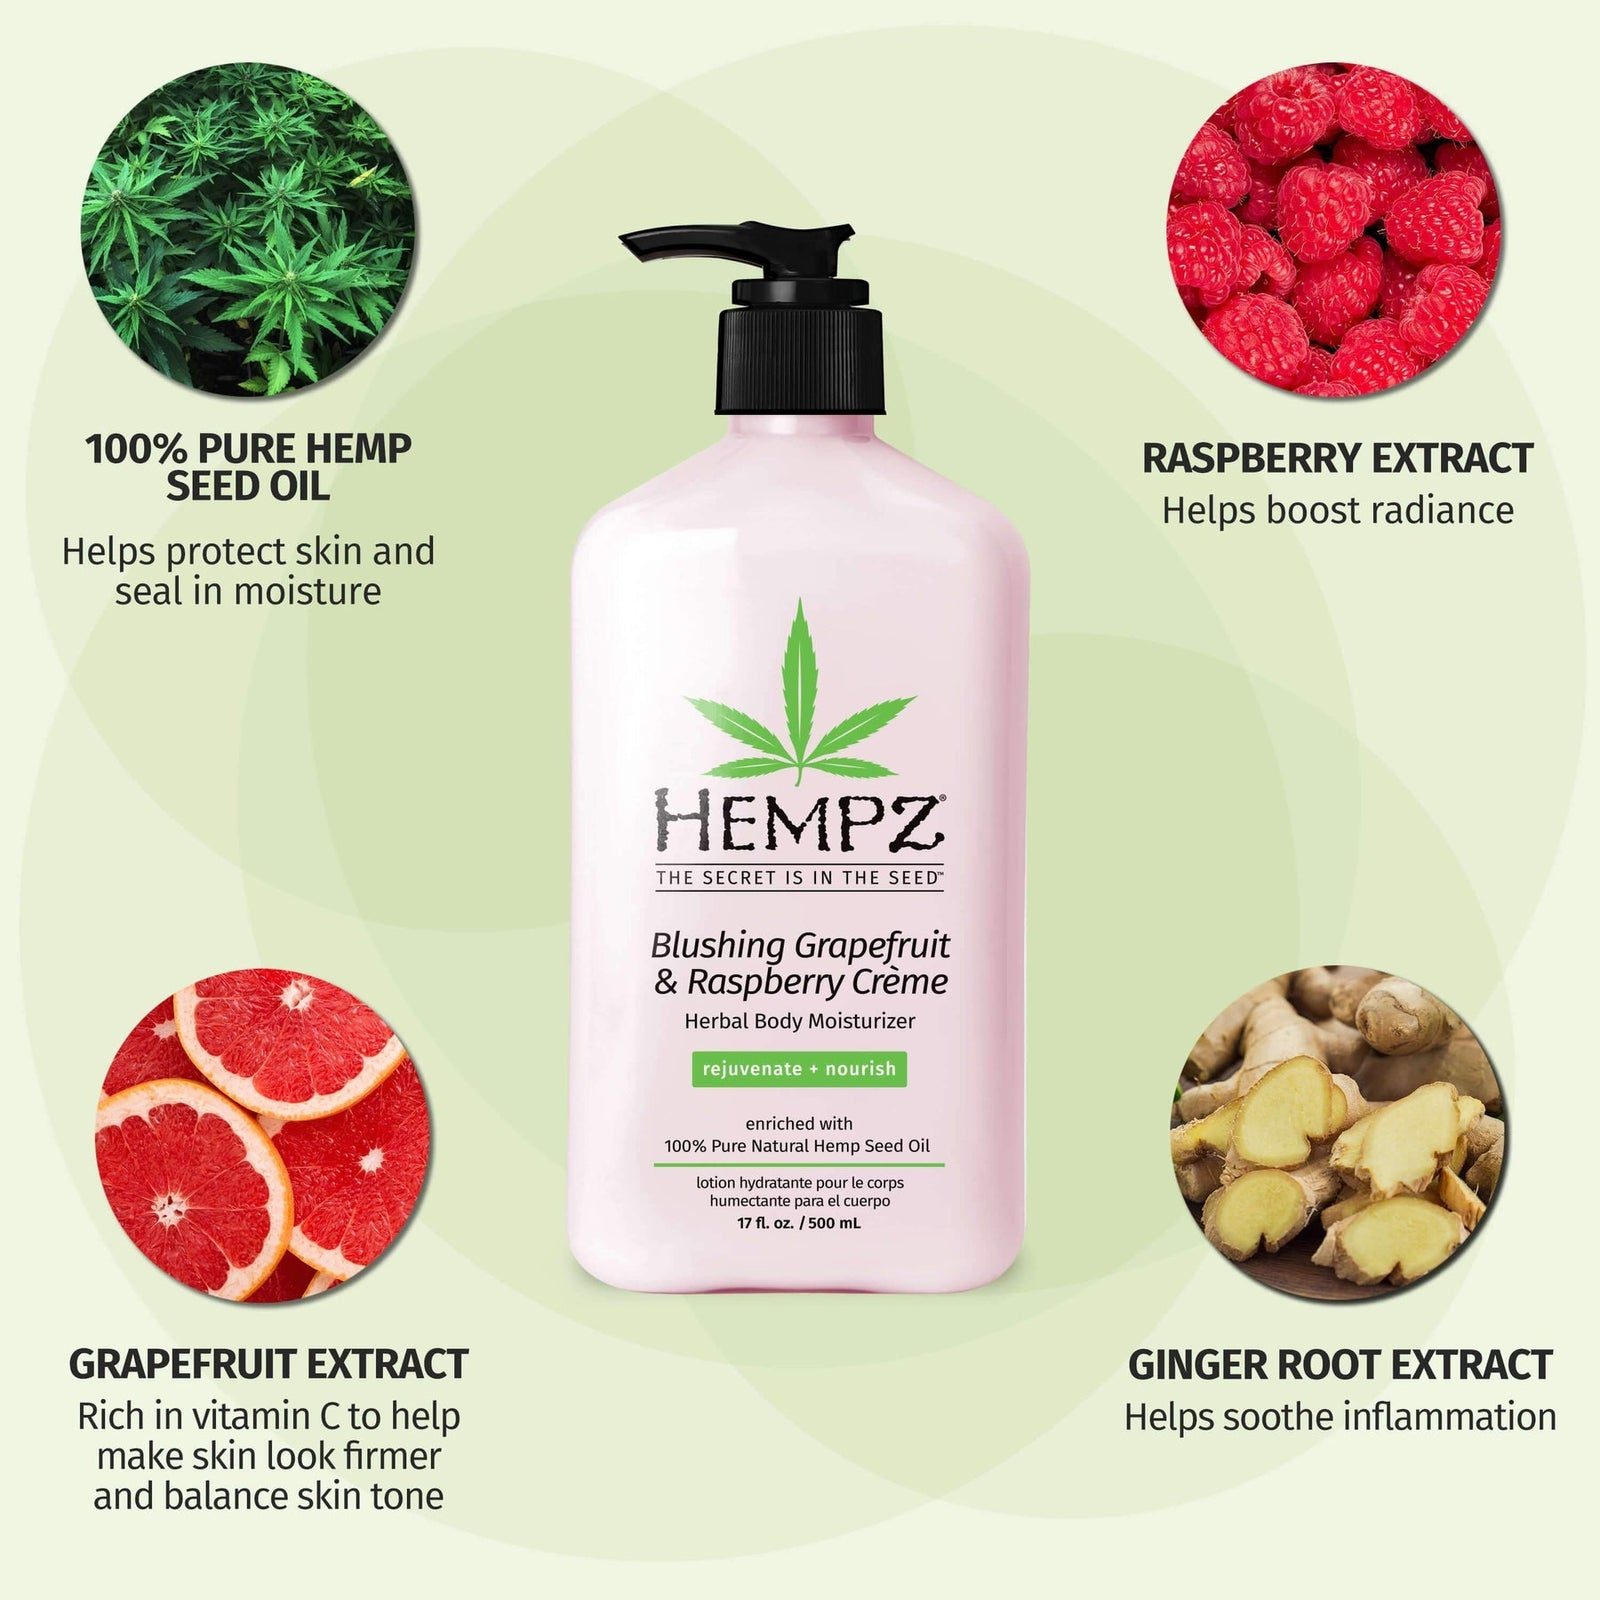 100% PURE HEMP
SEED OIL
Helps protect skin and
seal in moisture
RASPBERRY EXTRACT
Helps boost radiance
HEMPZ®
THE SECRET IS IN THE SEED™
Blushing Grapefruit
& Raspberry Crème
Herbal Body Moisturizer
rejuvenate + nourish
enriched with
100% Pure Natural Hemp Seed Oil
lotion hydratante pour le corps
humectante para el cuerpo
17 fl. oz. / 500 mL
GRAPEFRUIT EXTRACT
Rich in vitamin C to help
make skin look firmer
and balance skin tone
GINGER ROOT EXTRACT
Helps soothe inflammation